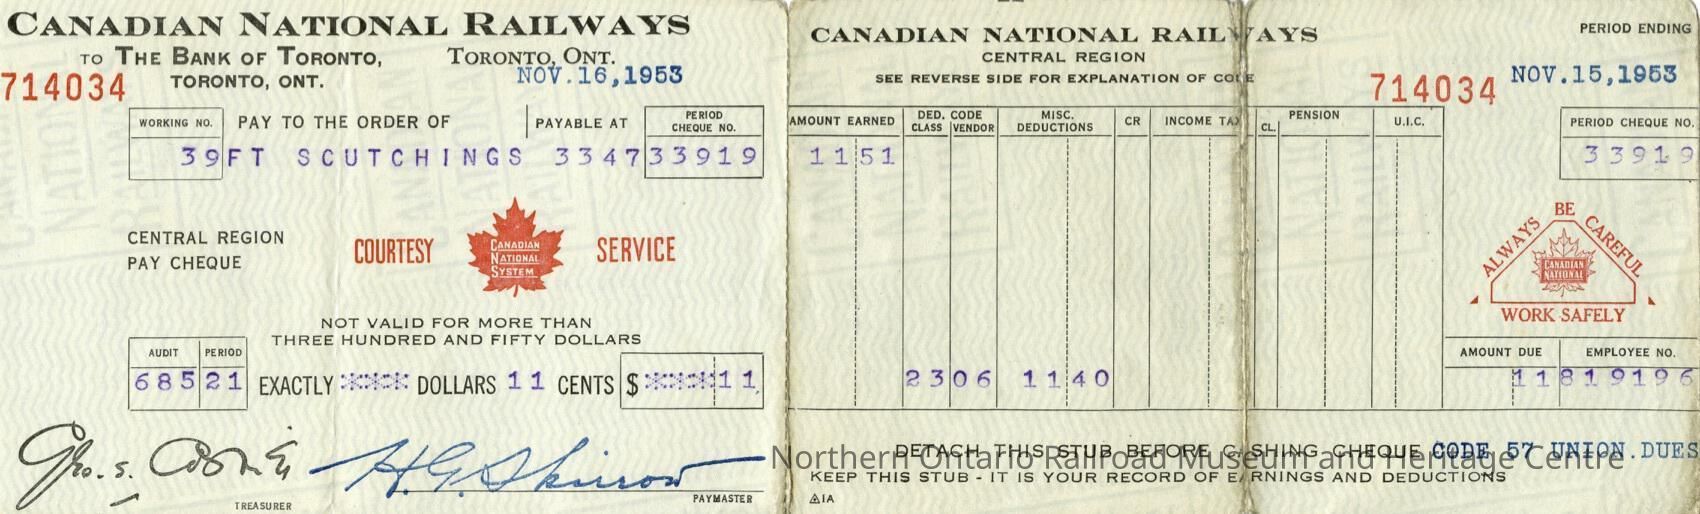 CANADIAN NATIONAL RAILWAYS
TO THE BANK OF TORONTO, TORONTO, ONT.
TORONTO, ONT. NOV.16,1953
714034
WORKING NO. PAY TO THE ORDER OF PAYABLE AT PERIOD CHEQUE NO.
39 FT SCUTCHINGS 3347 33919
CENTRAL REGION
PAY CHEQUE
COURTESY SERVICE
CANADIAN
NATIONAL
SYSTEM
NOT VALID FOR MORE THAN
THREE HUNDRED AND FIFTY DOLLARS
AUDIT PERIOD
685 21 EXACTLY **** DOLLARS 11 CENTS $ ****11
TREASURER
H.G. Skirrow
PAYMASTER
CANADIAN NATIONAL RAILWAYS
CENTRAL REGION
SEE REVERSE SIDE FOR EXPLANATION OF CODE
PERIOD ENDING
714034 NOV.15,1953
AMOUNT EARNED DED. CODE CLASS VENDOR MISC. DEDUCTIONS CR INCOME TAX CL. PENSION U.I.C. PERIOD CHEQUE NO.
1151 33919
ALWAYS BE CAREFUL
CANADIAN
NATIONAL
WORK SAFELY
AMOUNT DUE EMPLOYEE NO.
2306 1140 11 819196
DETACH THIS STUB BEFORE CASHING CHEQUE CODE 57 UNION.DUES
Northern Ontario Railroad Museum and Heritage Centre
KEEP THIS STUB - IT IS YOUR RECORD OF EARNINGS AND DEDUCTIONS
1A